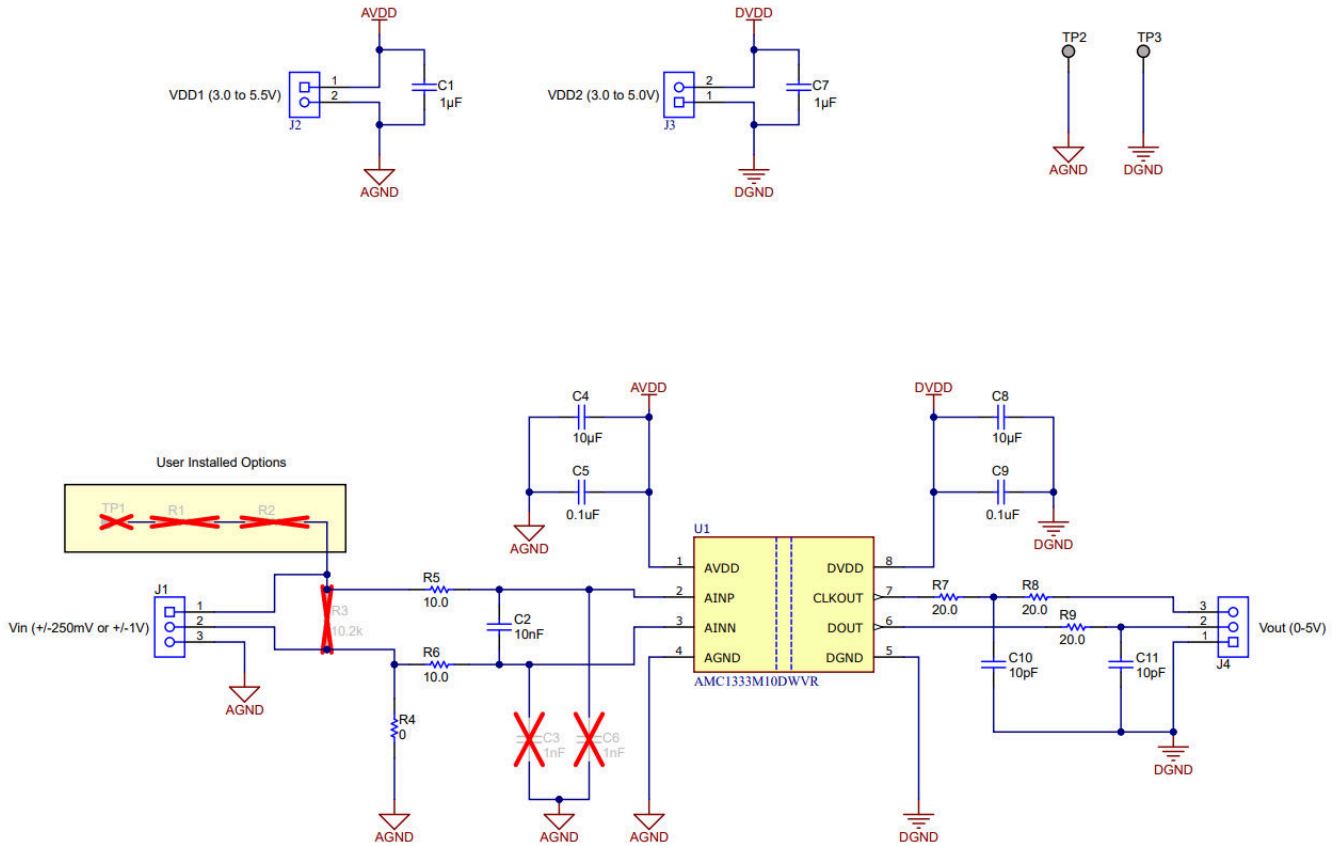 AVDD
VDD1 (3.0 to 5.5V)
1
2
J2
C1
1µF
AGND
DVDD
VDD2 (3.0 to 5.0V)
2
1
J3
C7
1µF
DGND
TP2
AGND
TP3
DGND
User Installed Options
TP1
R1
R2
J1
Vin (+/-250mV or +/-1V)
1
2
3
AGND
R3
10.2k
R5
10.0
R6
10.0
R4
0
AGND
C2
10nF
C3
1nF
C6
1nF
AGND
AVDD
C4
10µF
C5
0.1uF
AGND
U1
1
AVDD
2
AINP
3
AINN
4
AGND
DVDD
8
CLKOUT
7
DOUT
6
DGND
5
AMC1333M10DWVR
AGND
DGND
DVDD
C8
10µF
C9
0.1uF
DGND
R7
20.0
R8
20.0
R9
20.0
C10
10pF
C11
10pF
DGND
3
2
1
J4
Vout (0-5V)